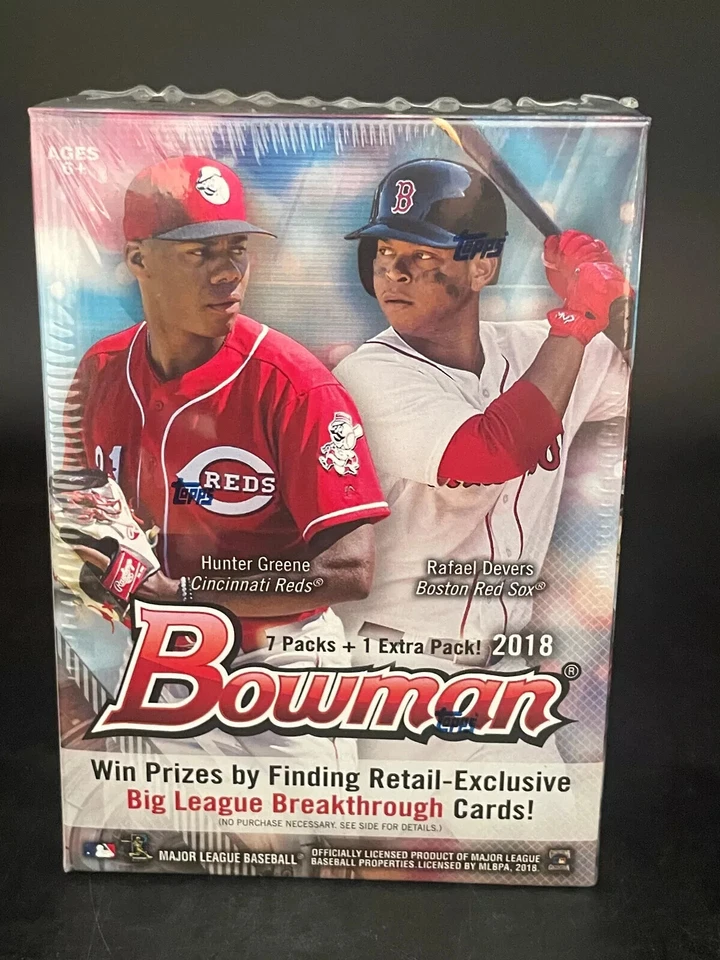 AGES
6+
B
Topps
REDS
Topps
Hunter Greene
Cincinnati Reds®
Rafael Devers
Boston Red Sox®
7 Packs + 1 Extra Pack! 2018
Bowman®
Topps
Win Prizes by Finding Retail-Exclusive
Big League Breakthrough Cards!
(NO PURCHASE NECESSARY. SEE SIDE FOR DETAILS.)
MAJOR LEAGUE BASEBALL
OFFICIALLY LICENSED PRODUCT OF MAJOR LEAGUE
BASEBALL PROPERTIES. LICENSED BY MLBPA, 2018.